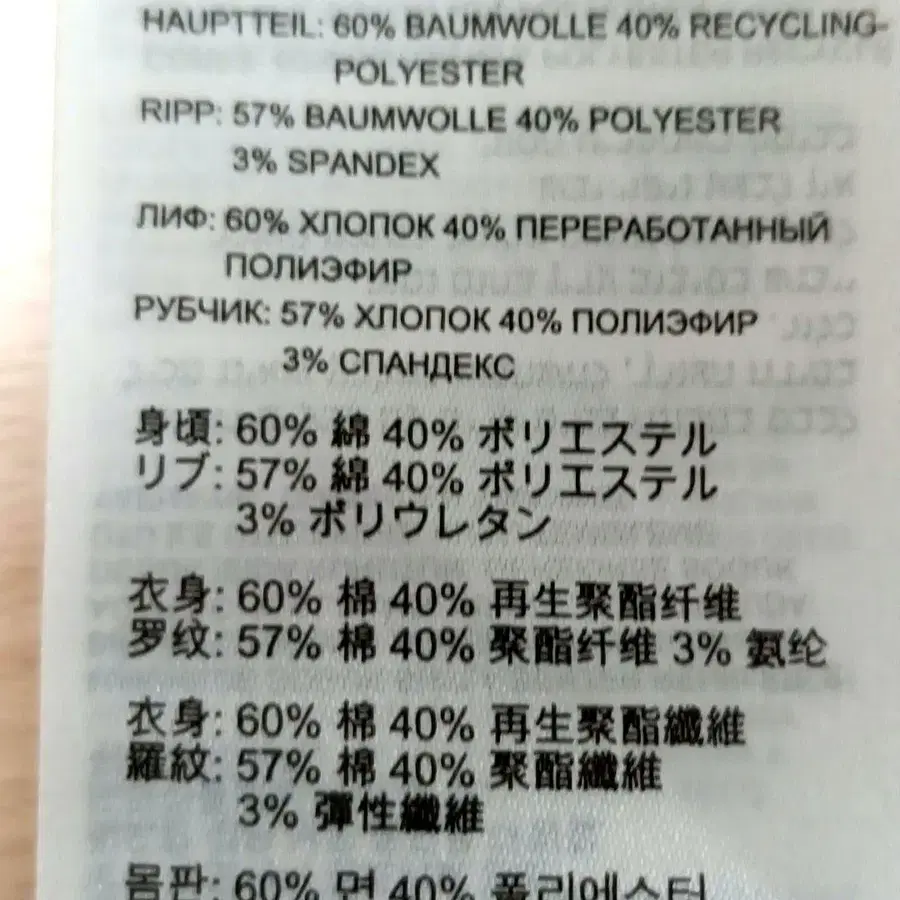 HAUPTTEIL: 60% BAUMWOLLE 40% RECYCLING-
POLYESTER
RIPP: 57% BAUMWOLLE 40% POLYESTER
3% SPANDEX
ЛИФ: 60% ХЛОПОК 40% ПЕРЕРАБОТАННЫЙ
ПОЛИЭФИР
РУБЧИК: 57% ХЛОПОК 40% ПОЛИЭФИР
3% СПАНДЕКС
身頃: 60% 綿 40% ポリエステル
リブ: 57% 綿 40% ポリエステル
3% ポリウレタン
衣身: 60% 棉 40% 再生聚酯纤维
罗纹: 57% 棉 40% 聚酯纤维 3% 氨纶
衣身: 60% 棉 40% 再生聚酯纖維
羅紋: 57% 棉 40% 聚酯纖維
3% 彈性纖維
몸판: 60% 면 40% 폴리에스터